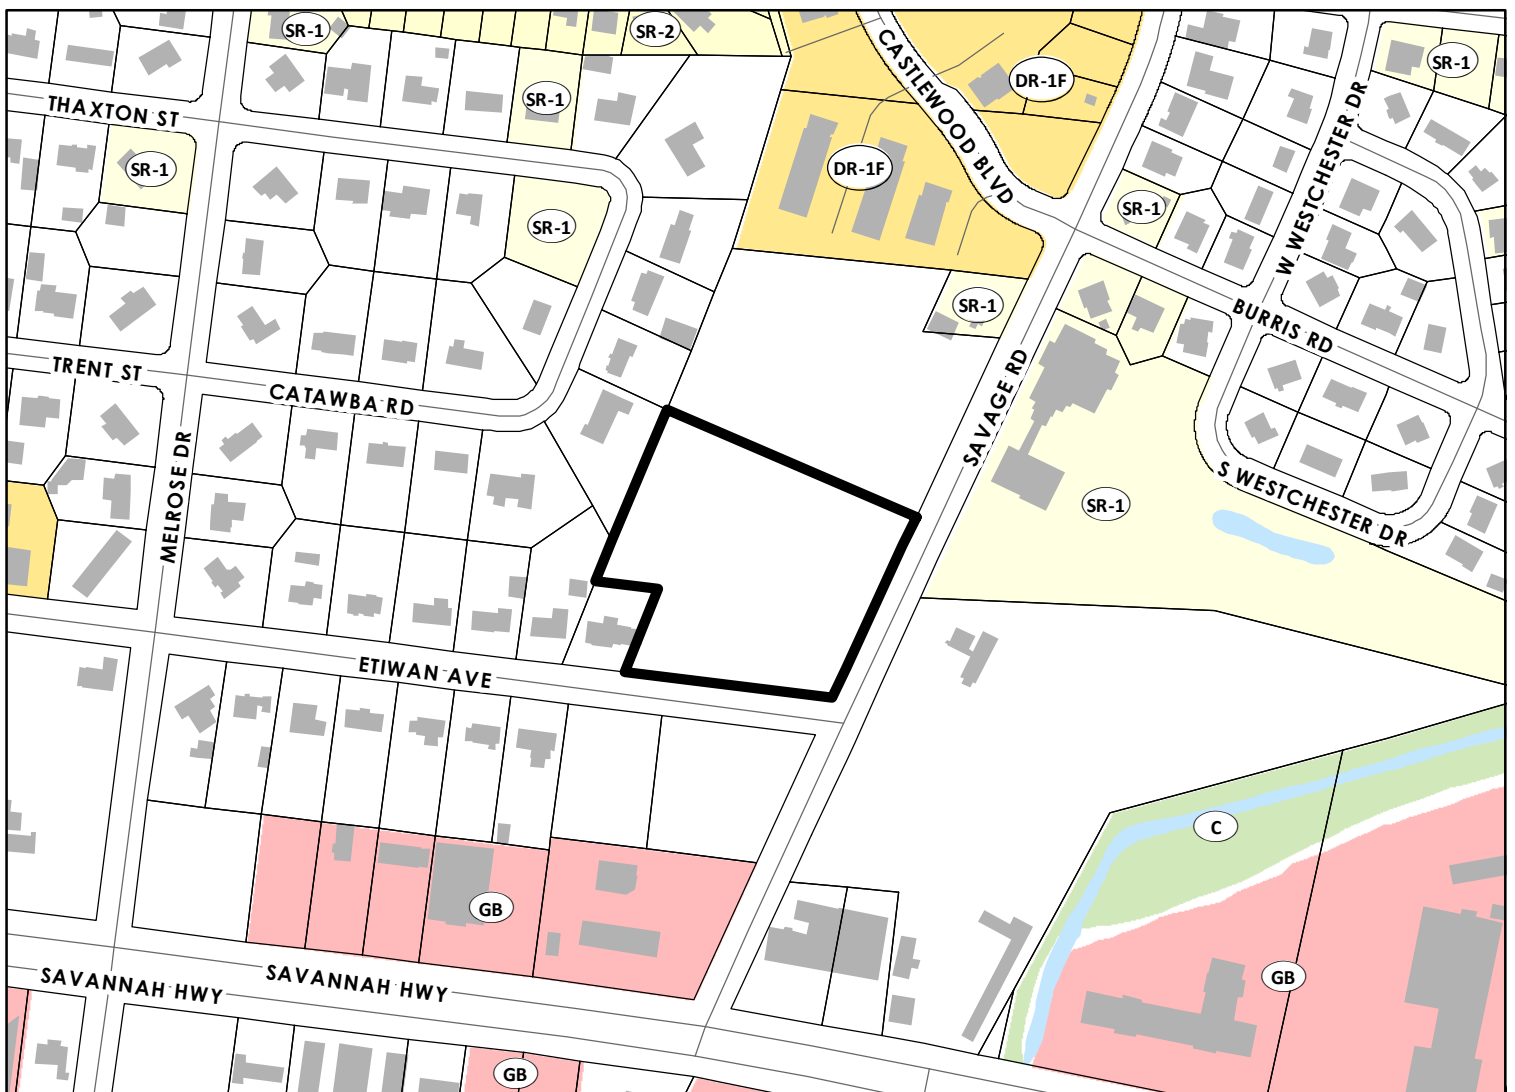 SR-1
SR-2
CASTLEWOOD BLVD
DR-1F
SR-1
SR-1
THAXTON ST
SR-1
DR-1F
W WESTCHESTER DR
SR-1
SR-1
SR-1
BURRIS RD
TRENT ST
CATAWBA RD
SAVAGE RD
MELROSE DR
SR-1
S WESTCHESTER DR
ETIWAN AVE
C
GB
GB
SAVANNAH HWY
SAVANNAH HWY
GB